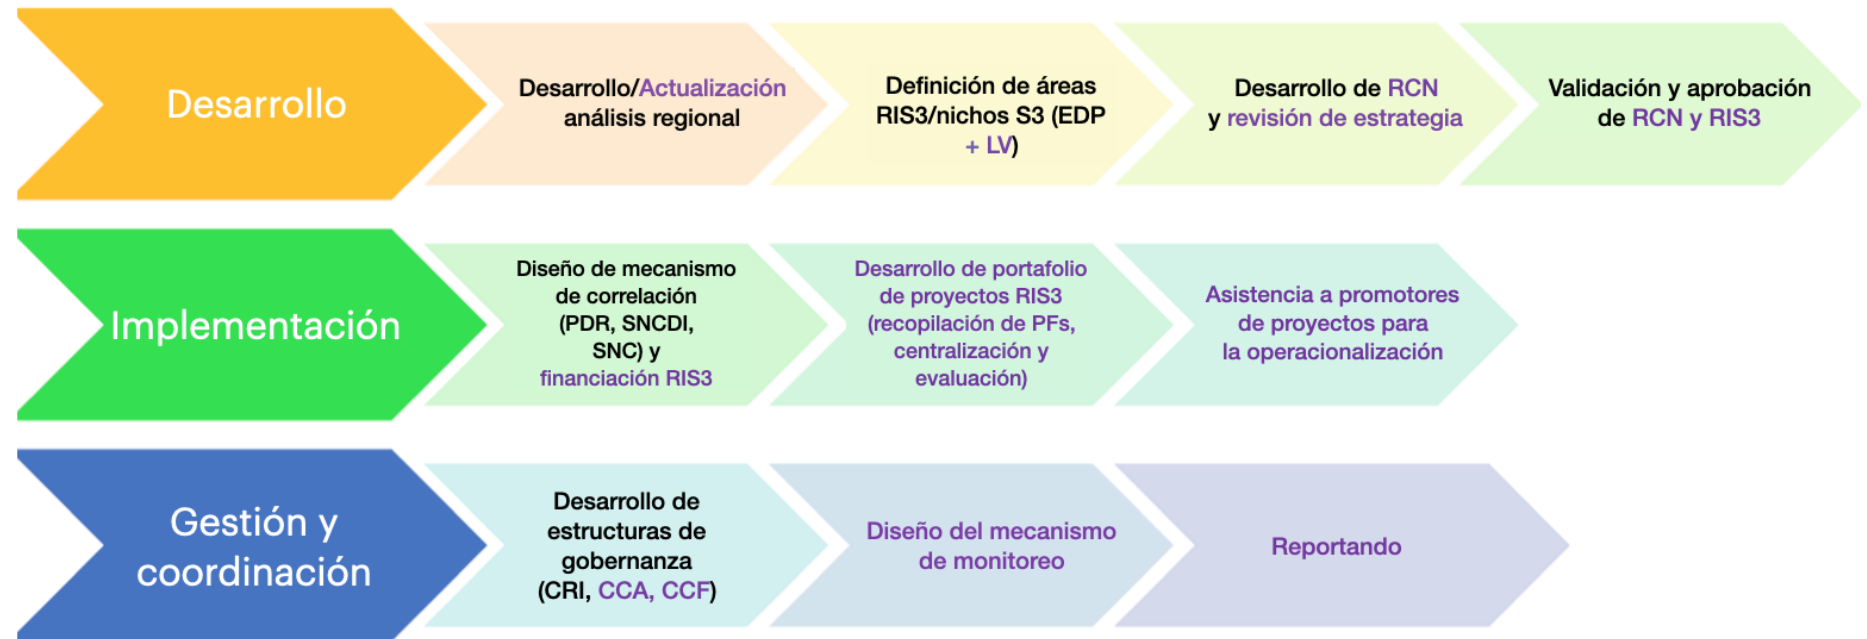 Desarrollo
Desarrollo/Actualización
análisis regional
Definición de áreas
RIS3/nichos S3 (EDP
+ LV)
Desarrollo de RCN
y revisión de estrategia
Validación y aprobación
de RCN y RIS3
Implementación
Diseño de mecanismo
de correlación
(PDR, SNCDI,
SNC) y
financiación RIS3
Desarrollo de portafolio
de proyectos RIS3
(recopilación de PFs,
centralización y
evaluación)
Asistencia a promotores
de proyectos para
la operacionalización
Gestión y
coordinación
Desarrollo de
estructuras de
gobernanza
(CRI, CCA, CCF)
Diseño del mecanismo
de monitoreo
Reportando